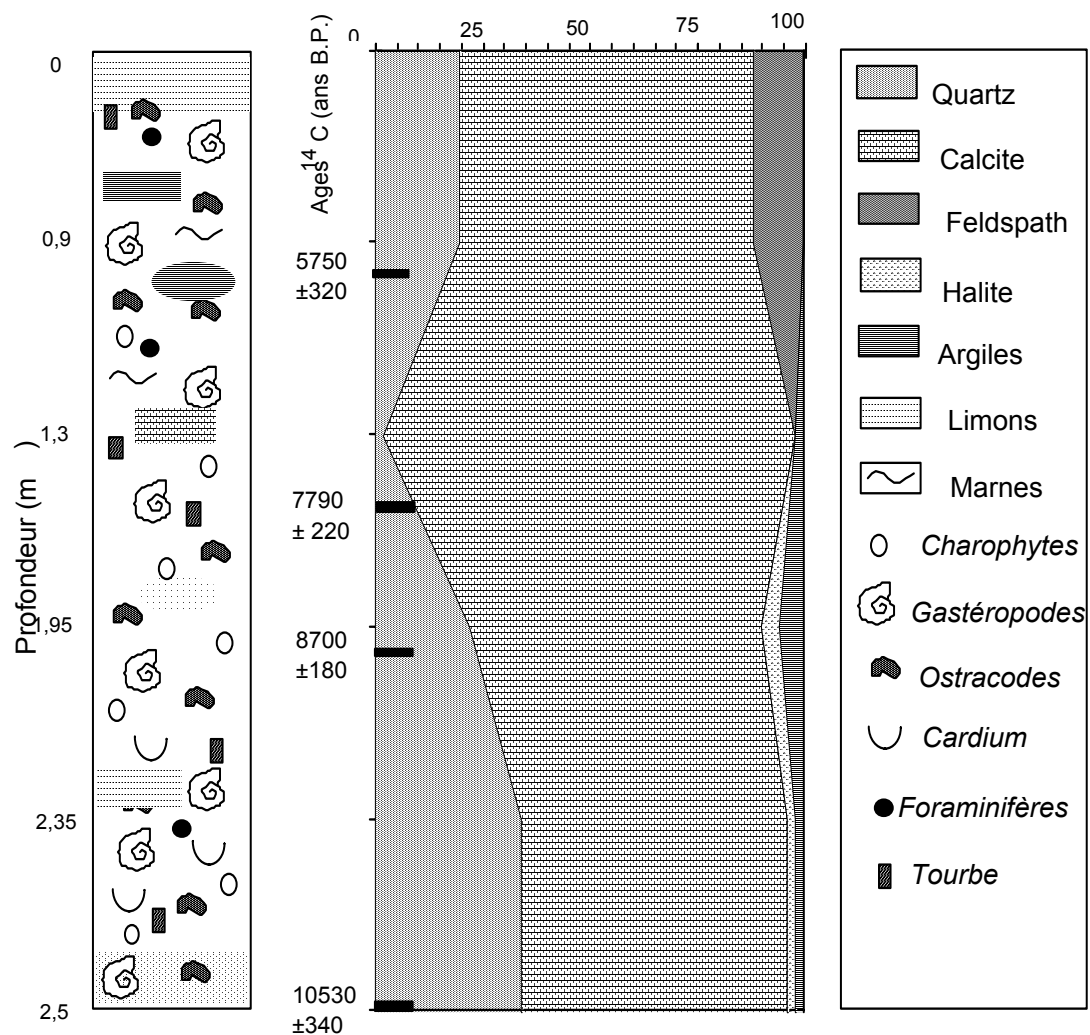 Profondeur (m )
0
0,9
1,3
1,95
2,35
2,5
Ages 14 C (ans B.P.)
0 25 50 75 100
5750
±320
7790
± 220
8700
±180
10530
±340
Quartz
Calcite
Feldspath
Halite
Argiles
Limons
Marnes
Charophytes
Gastéropodes
Ostracodes
Cardium
Foraminifères
Tourbe